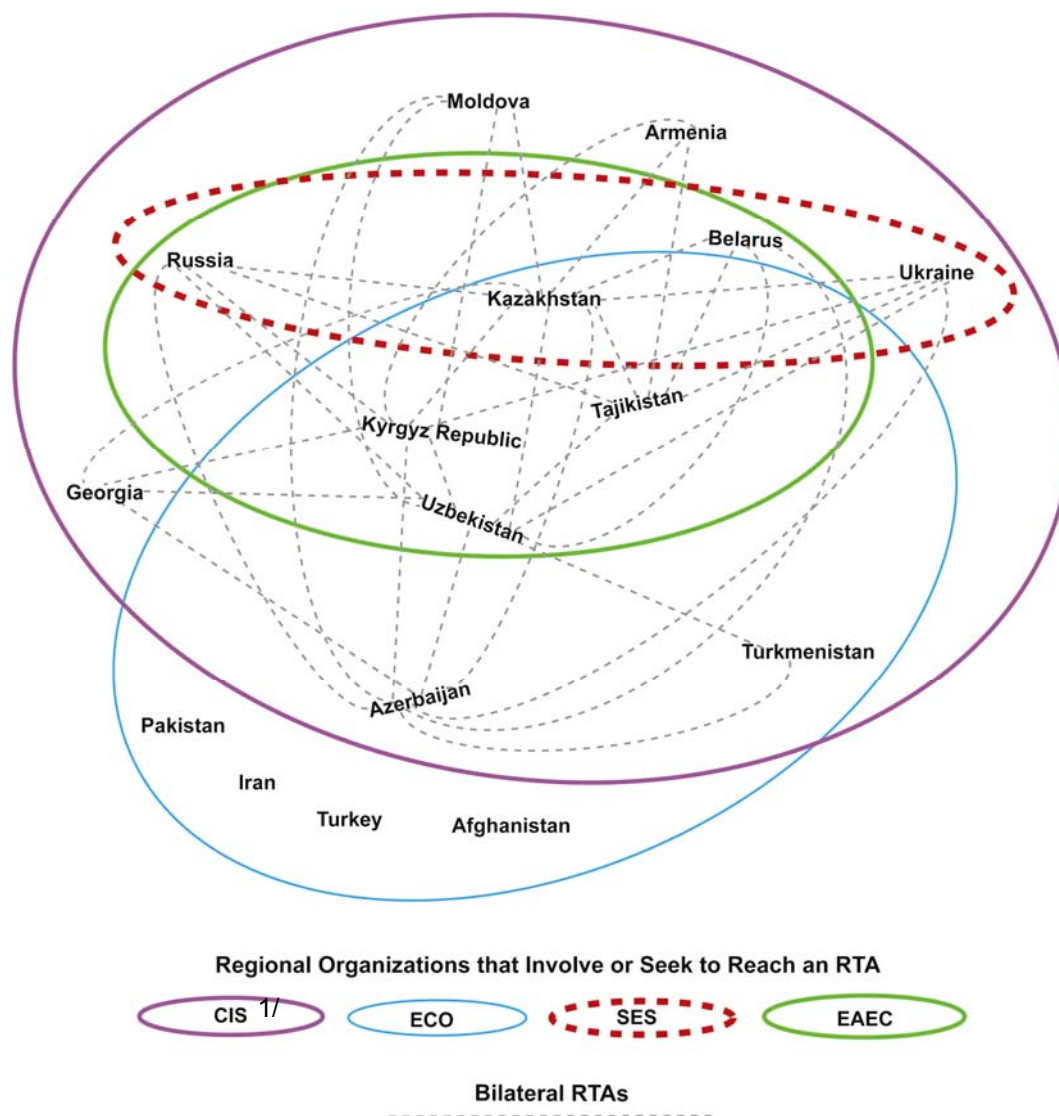 Moldova
Armenia
Belarus
Russia
Ukraine
Kazakhstan
Tajikistan
Kyrgyz Republic
Georgia
Uzbekistan
Turkmenistan
Azerbaijan
Pakistan
Iran
Turkey
Afghanistan
Regional Organizations that Involve or Seek to Reach an RTA
CIS 1/ ECO SES EAEC
Bilateral RTAs